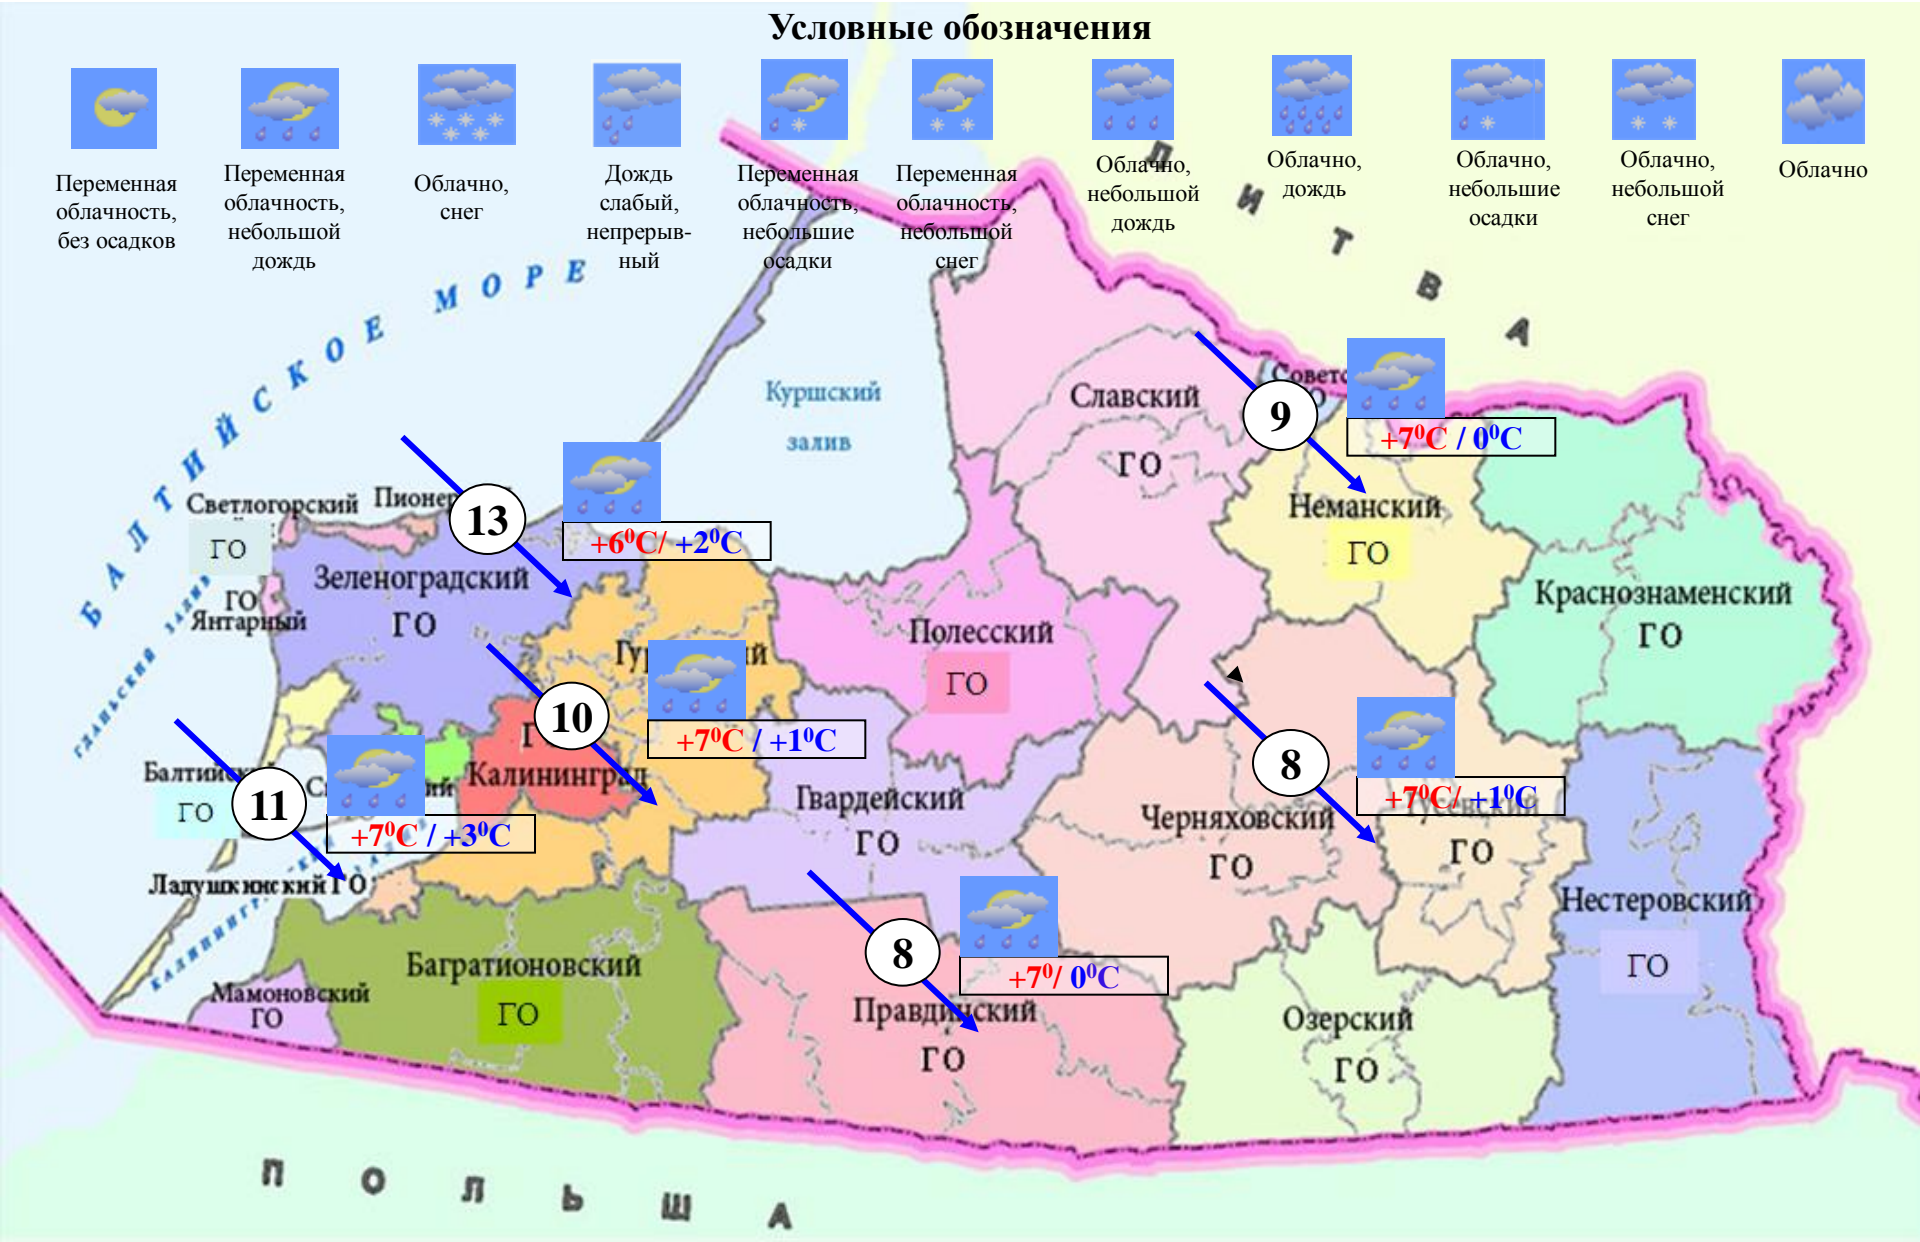 Условные обозначения
Переменная
облачность,
без осадков
Переменная
облачность,
небольшой
дождь
Облачно,
снег
Дождь
слабый,
непрерыв-
ный
Переменная
облачность,
небольшие
осадки
Переменная
облачность,
небольшой
снег
Облачно,
небольшой
дождь
Облачно,
дождь
Облачно,
небольшие
осадки
Облачно,
небольшой
снег
Облачно
ЛИТВА
БАЛТИЙСКОЕ МОРЕ
Куршский
залив
Славский
ГО
9
+7⁰C / 0⁰C
Неманский
ГО
Краснознаменский
ГО
Светлогорский
ГО
13
+6⁰C/ +2⁰C
Зеленоградский
ГО
ГО
Янтарный
ГДАНЬСКИЙ ЗАЛИВ
Полесский
ГО
10
+7⁰C / +1⁰C
Калининград
Балтийский
ГО
11
+7⁰C / +3⁰C
Гвардейский
ГО
8
+7⁰C/ +1⁰C
Черняховский
ГО
Гусевский
ГО
Ладушкинский ГО
Нестеровский
ГО
8
+7⁰/ 0⁰C
Багратионовский
ГО
Мамоновский
ГО
Правдинский
ГО
Озерский
ГО
ПОЛЬША